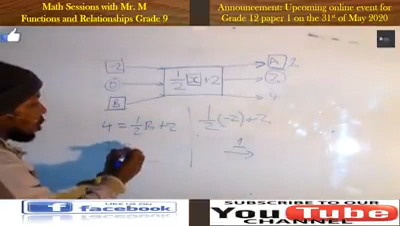 Math Sessions with Mr. M
Functions and Relationships Grade 9
Announcement: Upcoming online event for
Grade 12 paper 1 on the 31st of May 2020
-2
0
B
1/2 x + 2
A 2
2
4
4 = 1/2 B + 2
1/2 (-2) + 2
1
LIKE US ON
facebook
SUBSCRIBE TO OUR
YouTube
CHANNEL